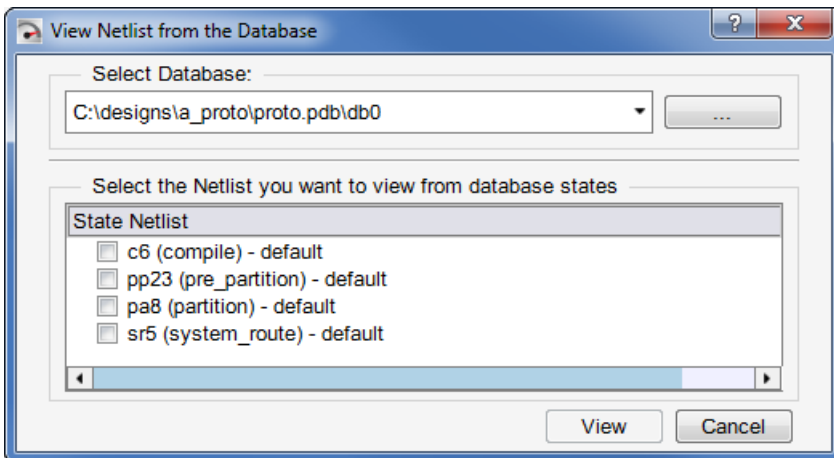 View Netlist from the Database
? X
Select Database:
C:\designs\a_proto\proto.pdb\db0
...
Select the Netlist you want to view from database states
State Netlist
c6 (compile) - default
pp23 (pre_partition) - default
pa8 (partition) - default
sr5 (system_route) - default
View Cancel